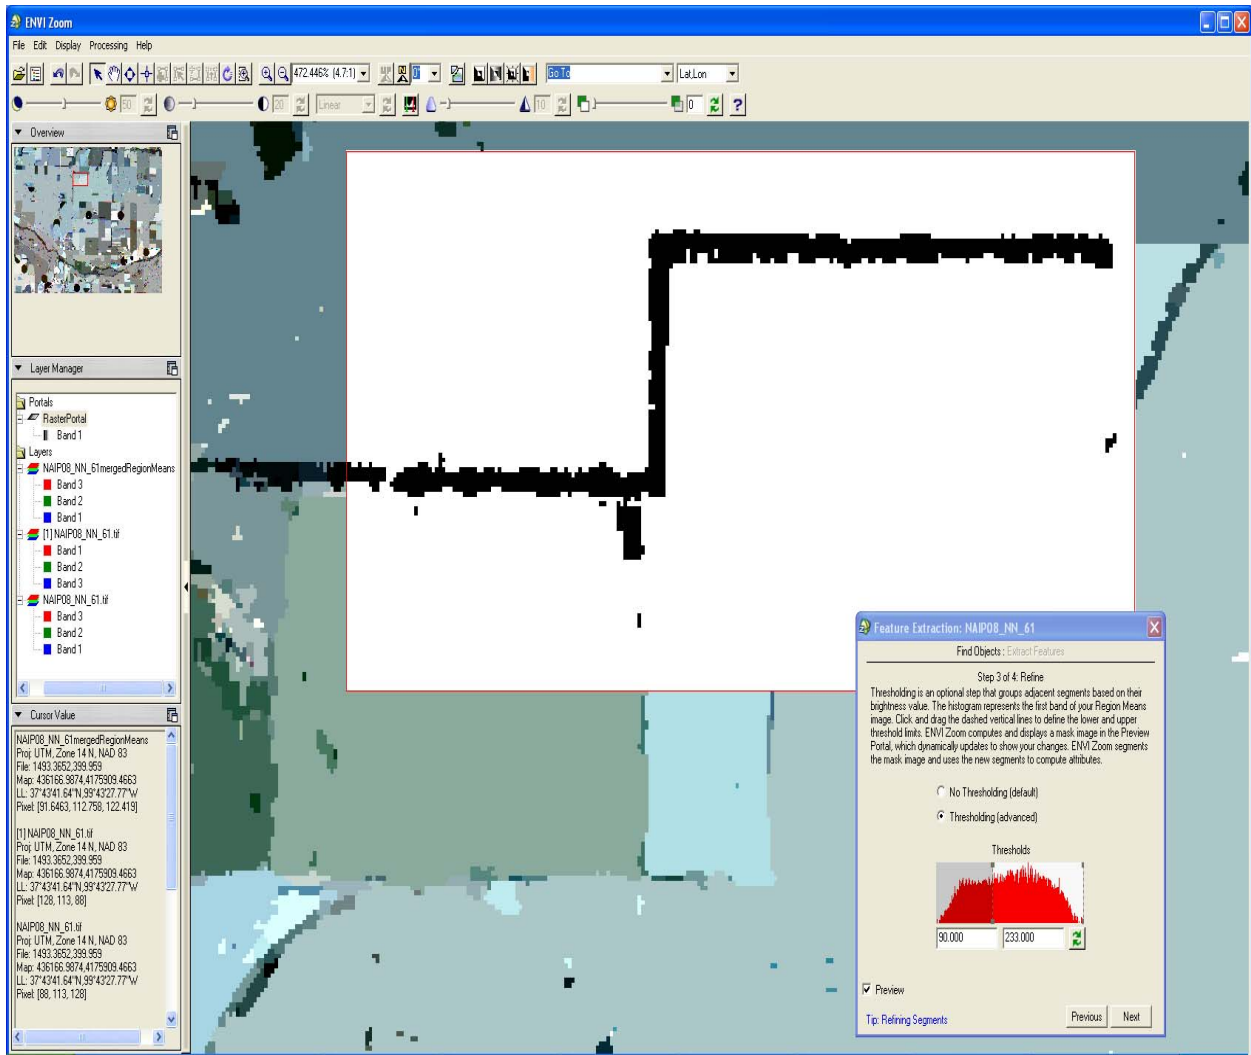 ENVI Zoom
File Edit Display Processing Help
472.446% (4.7:1) 0° Go To Lat,Lon
50 20 Linear 10 0 ?
Overview
Layer Manager
Portals
RasterPortal
Band 1
Layers
NAIP08_NN_61mergedRegionMeans
Band 3
Band 2
Band 1
[1] NAIP08_NN_61.tif
Band 1
Band 2
Band 3
NAIP08_NN_61.tif
Band 3
Band 2
Band 1
Cursor Value
NAIP08_NN_61mergedRegionMeans
Proj: UTM, Zone 14 N, NAD 83
File: 1493.3652,399.959
Map: 436166.9874,4175909.4663
LL: 37°43'41.64"N,99°43'27.77"W
Pixel: [91.6463, 112.758, 122.419]
[1] NAIP08_NN_61.tif
Proj: UTM, Zone 14 N, NAD 83
File: 1493.3652,399.959
Map: 436166.9874,4175909.4663
LL: 37°43'41.64"N,99°43'27.77"W
Pixel: [128, 113, 88]
NAIP08_NN_61.tif
Proj: UTM, Zone 14 N, NAD 83
File: 1493.3652,399.959
Map: 436166.9874,4175909.4663
LL: 37°43'41.64"N,99°43'27.77"W
Pixel: [88, 113, 128]
Feature Extraction: NAIP08_NN_61
Find Objects : Extract Features
Step 3 of 4: Refine
Thresholding is an optional step that groups adjacent segments based on their
brightness value. The histogram represents the first band of your Region Means
image. Click and drag the dashed vertical lines to define the lower and upper
threshold limits. ENVI Zoom computes and displays a mask image in the Preview
Portal, which dynamically updates to show your changes. ENVI Zoom segments
the mask image and uses the new segments to compute attributes.
No Thresholding (default)
Thresholding (advanced)
Thresholds
90.000 233.000
Preview
Tip: Refining Segments Previous Next